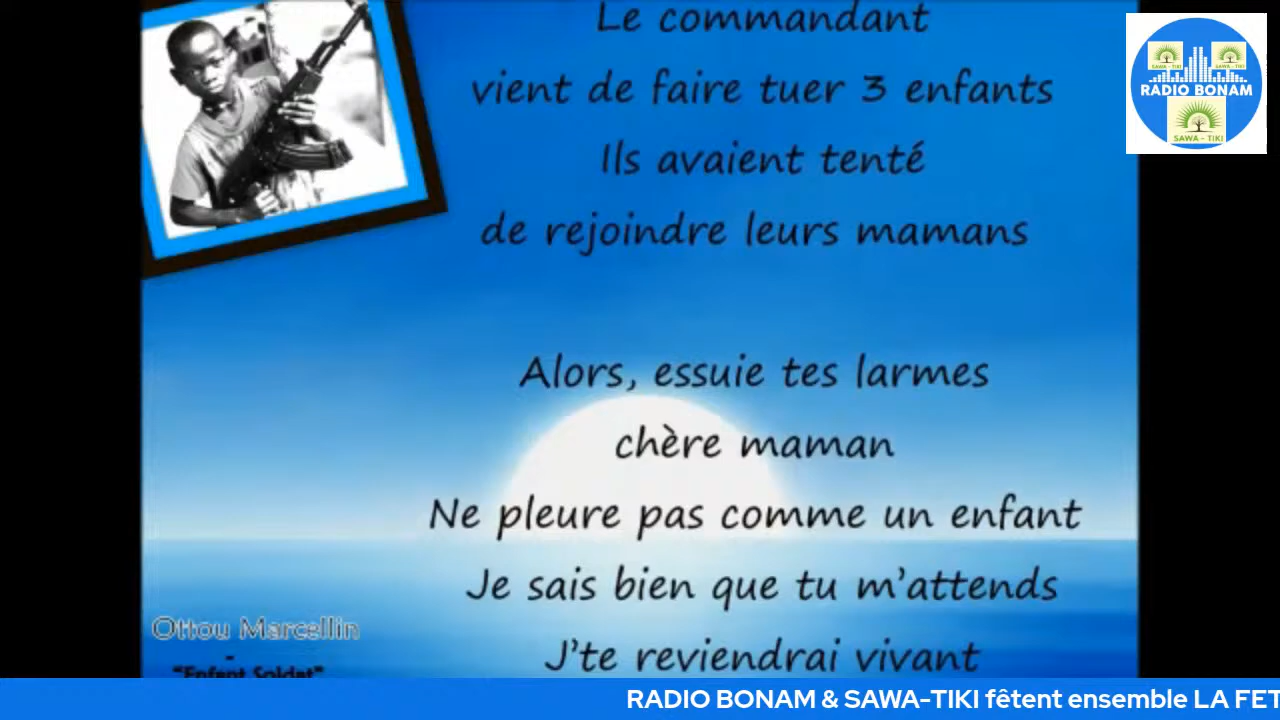 Le commandant
vient de faire tuer 3 enfants
Ils avaient tenté
de rejoindre leurs mamans
Alors, essuie tes larmes
chère maman
Ne pleure pas comme un enfant
Je sais bien que tu m'attends
J'te reviendrai vivant
Ottou Marcellin
-
"Enfant Soldat"
SAWA - TIKI
SAWA - TIKI
RADIO BONAM
SAWA - TIKI
RADIO BONAM & SAWA-TIKI fêtent ensemble LA FET